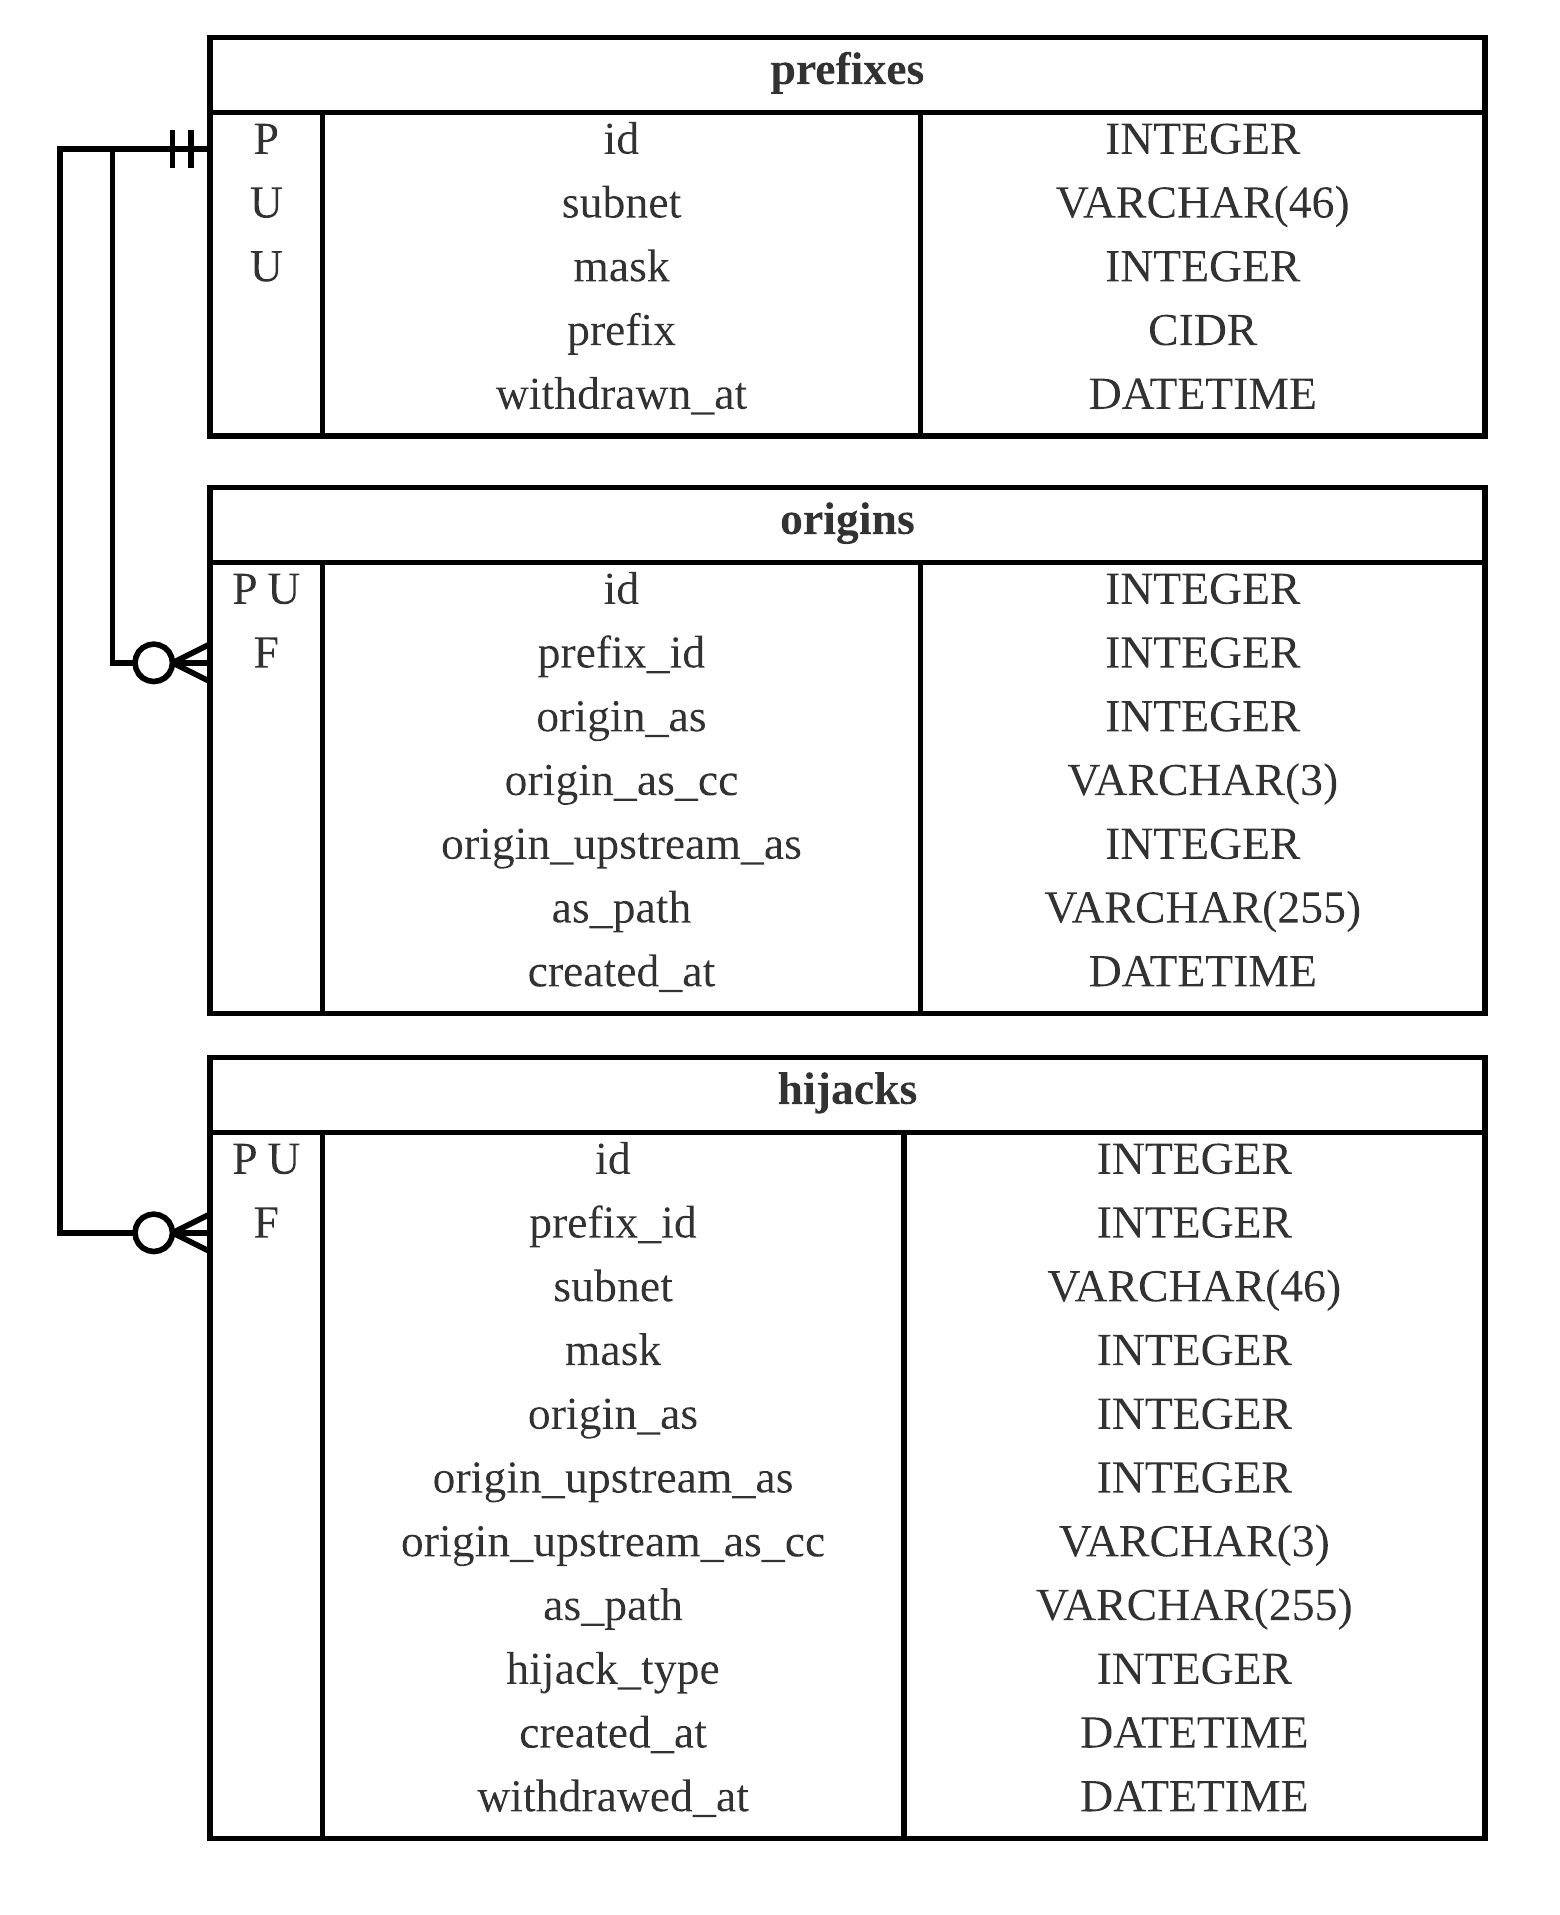 prefixes
P id INTEGER
U subnet VARCHAR(46)
U mask INTEGER
prefix CIDR
withdrawn_at DATETIME
origins
P U id INTEGER
F prefix_id INTEGER
origin_as INTEGER
origin_as_cc VARCHAR(3)
origin_upstream_as INTEGER
as_path VARCHAR(255)
created_at DATETIME
hijacks
P U id INTEGER
F prefix_id INTEGER
subnet VARCHAR(46)
mask INTEGER
origin_as INTEGER
origin_upstream_as INTEGER
origin_upstream_as_cc VARCHAR(3)
as_path VARCHAR(255)
hijack_type INTEGER
created_at DATETIME
withdrawed_at DATETIME